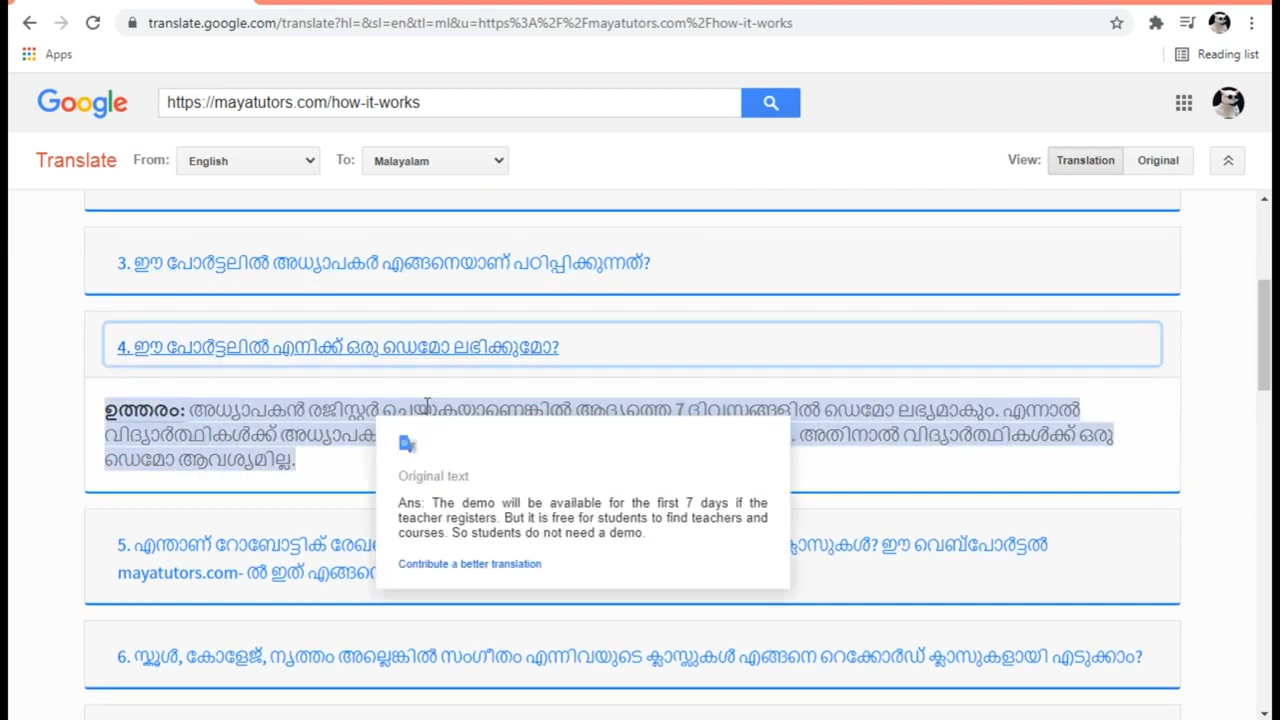 translate.google.com/translate?hl=&sl=en&tl=ml&u=https%3A%2F%2Fmayatutors.com%2Fhow-it-works
Apps
Reading list
Google
https://mayatutors.com/how-it-works
Translate From: English To: Malayalam View: Translation Original
3. ഈ പോർട്ടലിൽ അധ്യാപകർ എങ്ങനെയാണ് പഠിപ്പിക്കുന്നത്?
4. ഈ പോർട്ടലിൽ എനിക്ക് ഒരു ഡെമോ ലഭിക്കുമോ?
ഉത്തരം: അധ്യാപകൻ രജിസ്റ്റർ ചെയ്യുകയാണെങ്കിൽ ആദ്യത്തെ 7 ദിവസങ്ങളിൽ ഡെമോ ലഭ്യമാകും. എന്നാൽ
വിദ്യാർത്ഥികൾക്ക് അധ്യാപക . അതിനാൽ വിദ്യാർത്ഥികൾക്ക് ഒരു
ഡെമോ ആവശ്യമില്ല.
Original text
Ans: The demo will be available for the first 7 days if the
teacher registers. But it is free for students to find teachers and
courses. So students do not need a demo.
Contribute a better translation
5. എന്താണ് റോബോട്ടിക് രേഖ ക്ലാസുകൾ? ഈ വെബ്‌പോർട്ടൽ
mayatutors.com- ൽ ഇത് എങ്ങനെ
6. സ്കൂൾ, കോളേജ്, നൃത്തം അല്ലെങ്കിൽ സംഗീതം എന്നിവയുടെ ക്ലാസ്സുകൾ എങ്ങനെ റെക്കോർഡ് ക്ലാസുകളായി എടുക്കാം?